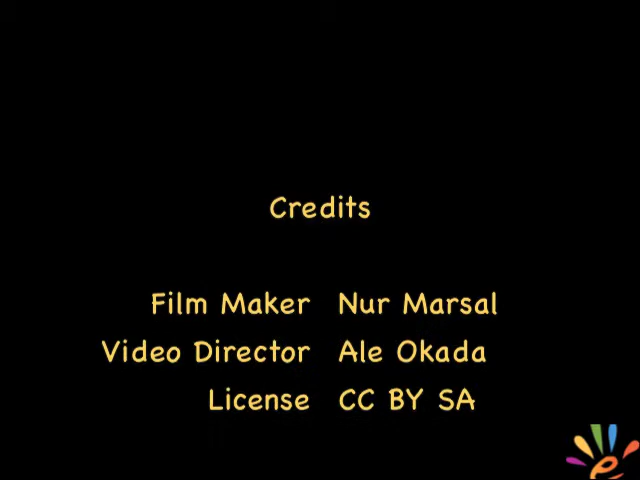 Credits
Film Maker Nur Marsal
Video Director Ale Okada
License CC BY SA